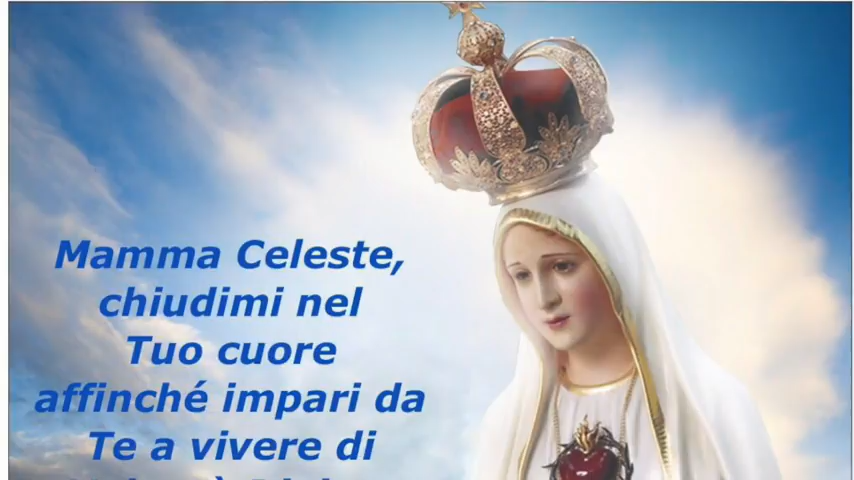 Mamma Celeste,
chiudimi nel
Tuo cuore
affinché impari da
Te a vivere di